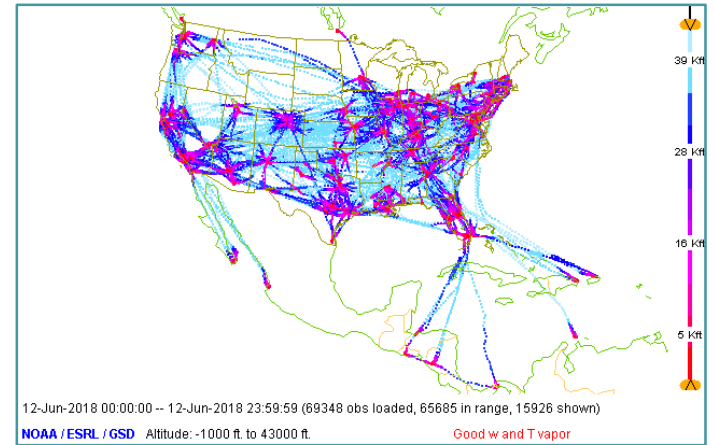 39 Kft
28 Kft
16 Kft
5 Kft
12-Jun-2018 00:00:00 -- 12-Jun-2018 23:59:59 (69348 obs loaded, 65685 in range, 15926 shown)
NOAA / ESRL / GSD Altitude: -1000 ft. to 43000 ft. Good w and T vapor